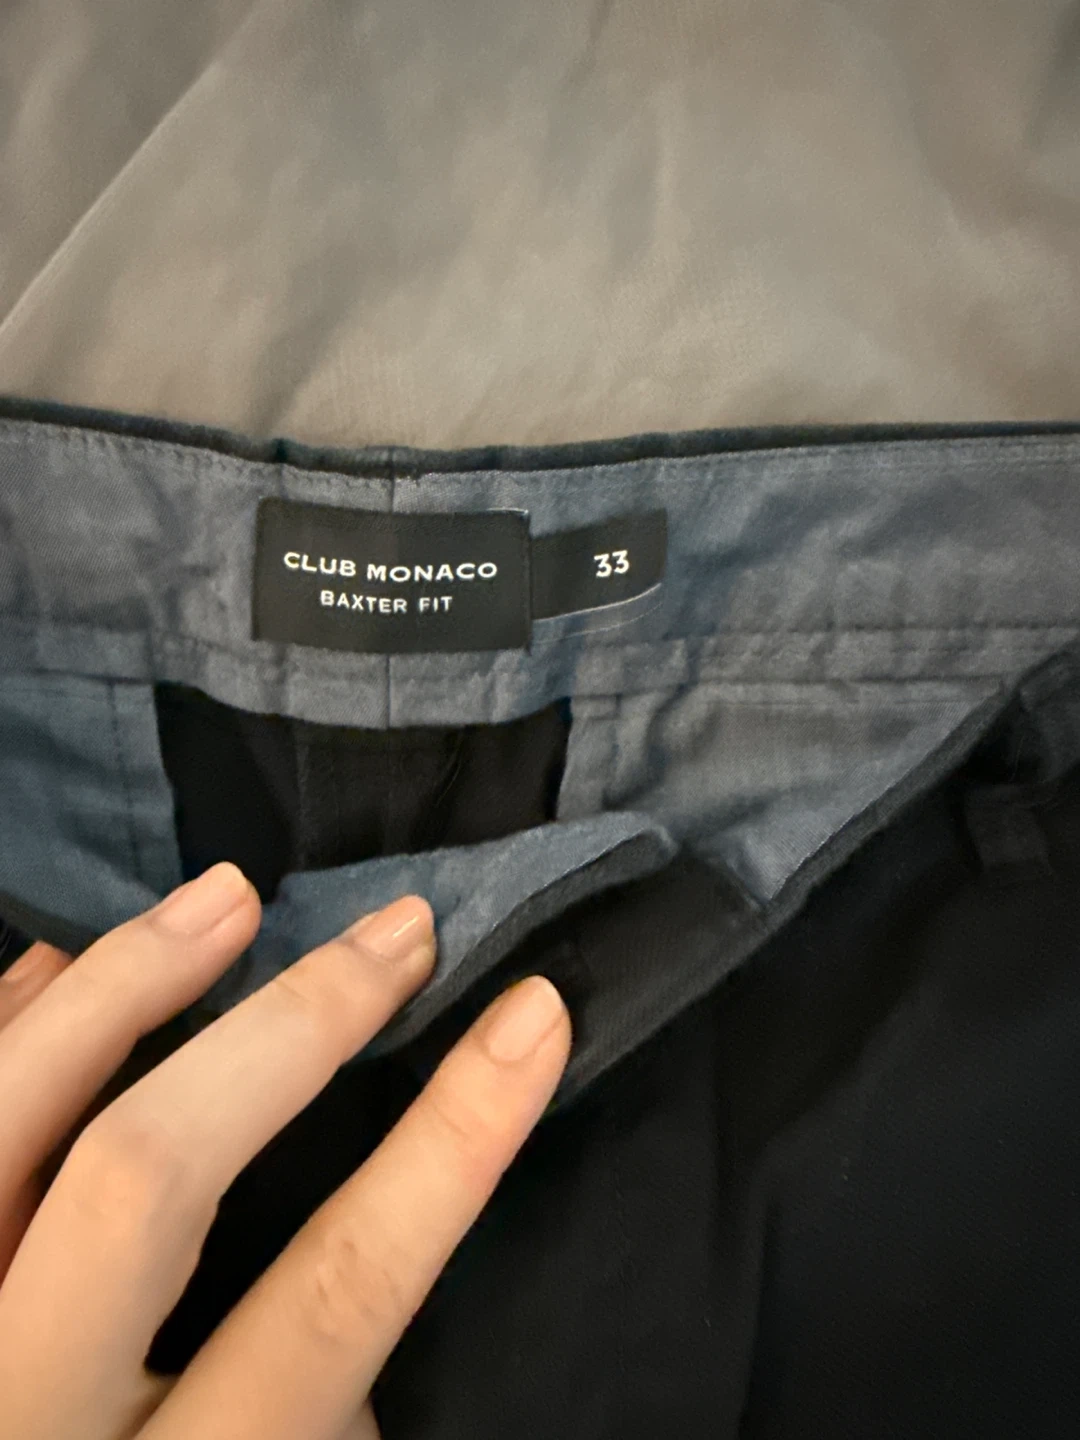 CLUB MONACO
BAXTER FIT
33